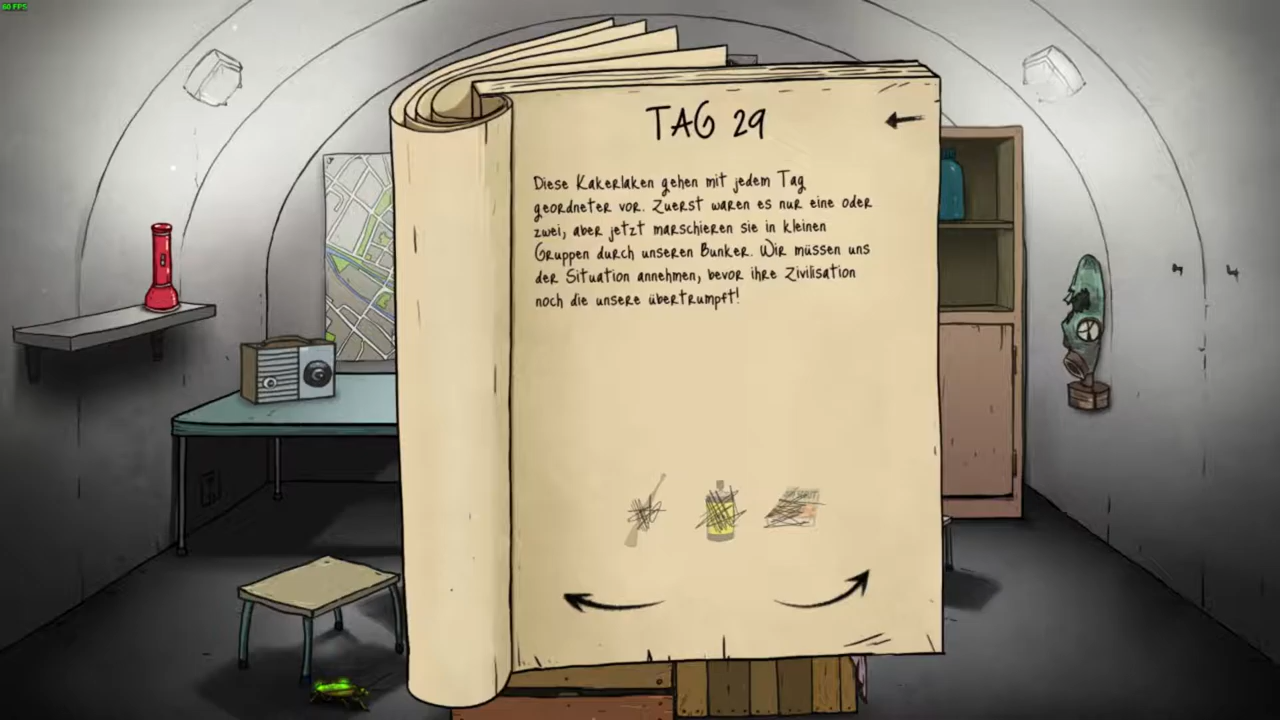 60 FPS
TAG 29
Diese Kakerlaken gehen mit jedem Tag
geordneter vor. Zuerst waren es nur eine oder
zwei, aber jetzt marschieren sie in kleinen
Gruppen durch unseren Bunker. Wir müssen uns
der Situation annehmen, bevor ihre Zivilisation
noch die unsere übertrumpft!